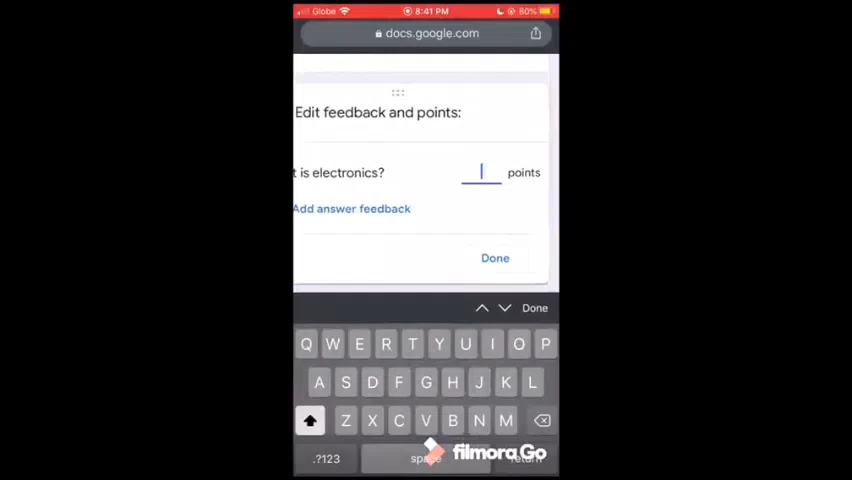 Globe 8:41 PM 80%
docs.google.com
Edit feedback and points:
t is electronics? points
Add answer feedback
Done
Done
Q W E R T Y U I O P
A S D F G H J K L
Z X C V B N M
.?123 space return
filmora Go